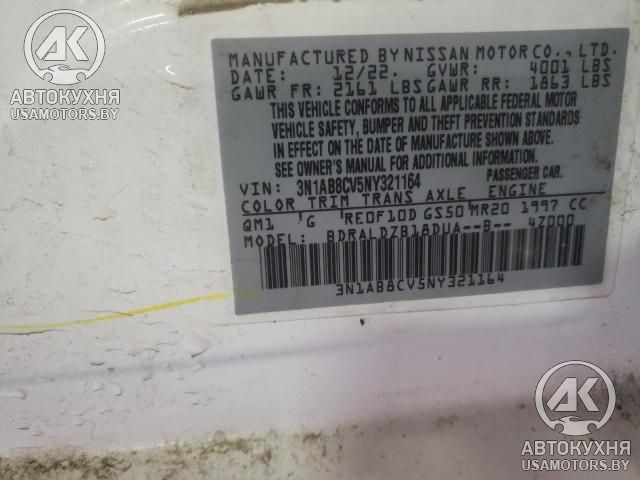 MANUFACTURED BY NISSAN MOTOR CO., LTD.
DATE: 12/22. GVWR: 4001 LBS
GAWR FR: 2161 LBS GAWR RR: 1863 LBS
THIS VEHICLE CONFORMS TO ALL APPLICABLE FEDERAL MOTOR
VEHICLE SAFETY, BUMPER AND THEFT PREVENTION STANDARDS
IN EFFECT ON THE DATE OF MANUFACTURE SHOWN ABOVE.
SEE OWNER'S MANUAL FOR ADDITIONAL INFORMATION.
VIN: 3N1AB8CV5NY321164 PASSENGER CAR.
COLOR TRIM TRANS AXLE ENGINE
QM1 G RE0F10D GS50 MR20 1997 CC
MODEL: BDRALDZB18DUA--B-- 47000
3N1AB8CV5NY321164
АК
АВТОКУХНЯ
USAMOTORS.BY
АК
АВТОКУХНЯ
USAMOTORS.BY